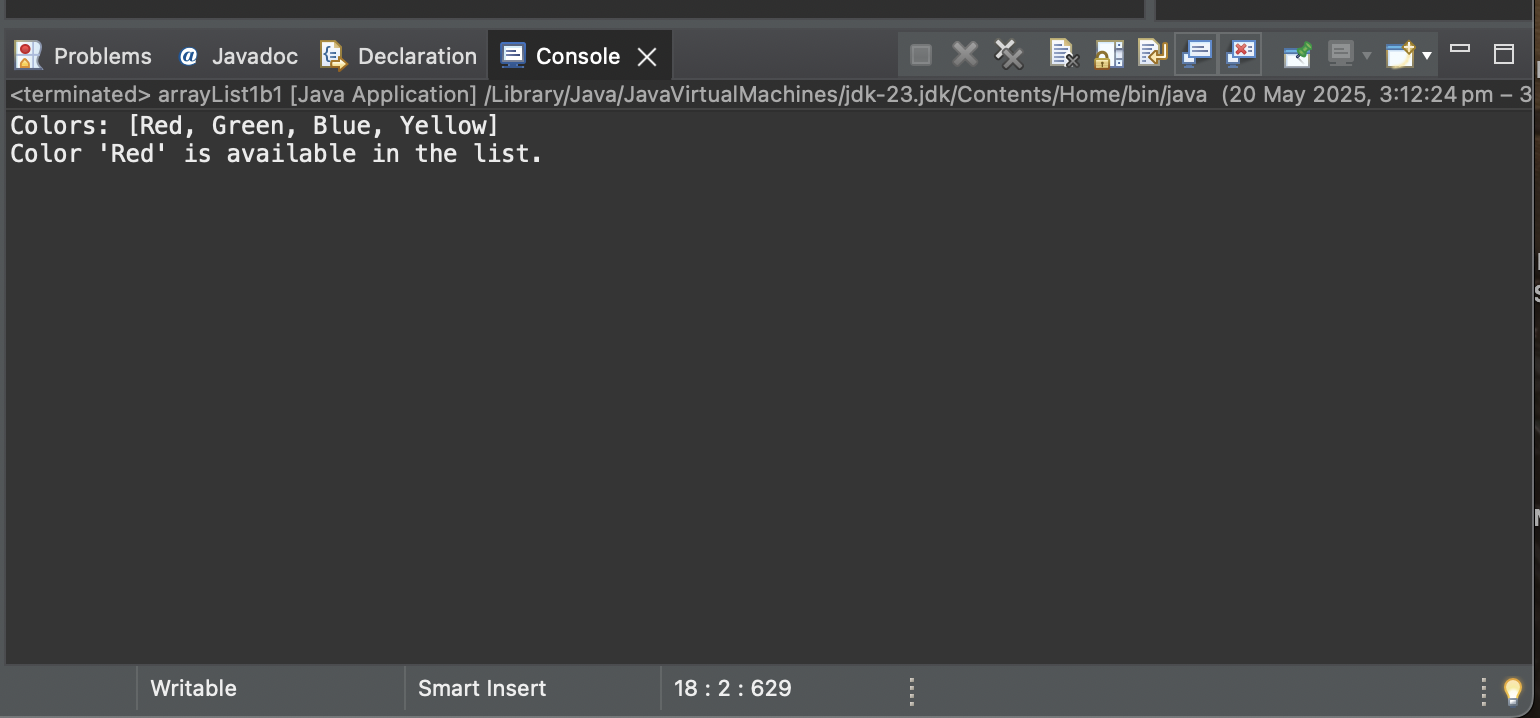 Problems Javadoc Declaration Console
<terminated> arrayList1b1 [Java Application] /Library/Java/JavaVirtualMachines/jdk-23.jdk/Contents/Home/bin/java (20 May 2025, 3:12:24 pm – 3
Colors: [Red, Green, Blue, Yellow]
Color 'Red' is available in the list.
Writable Smart Insert 18 : 2 : 629